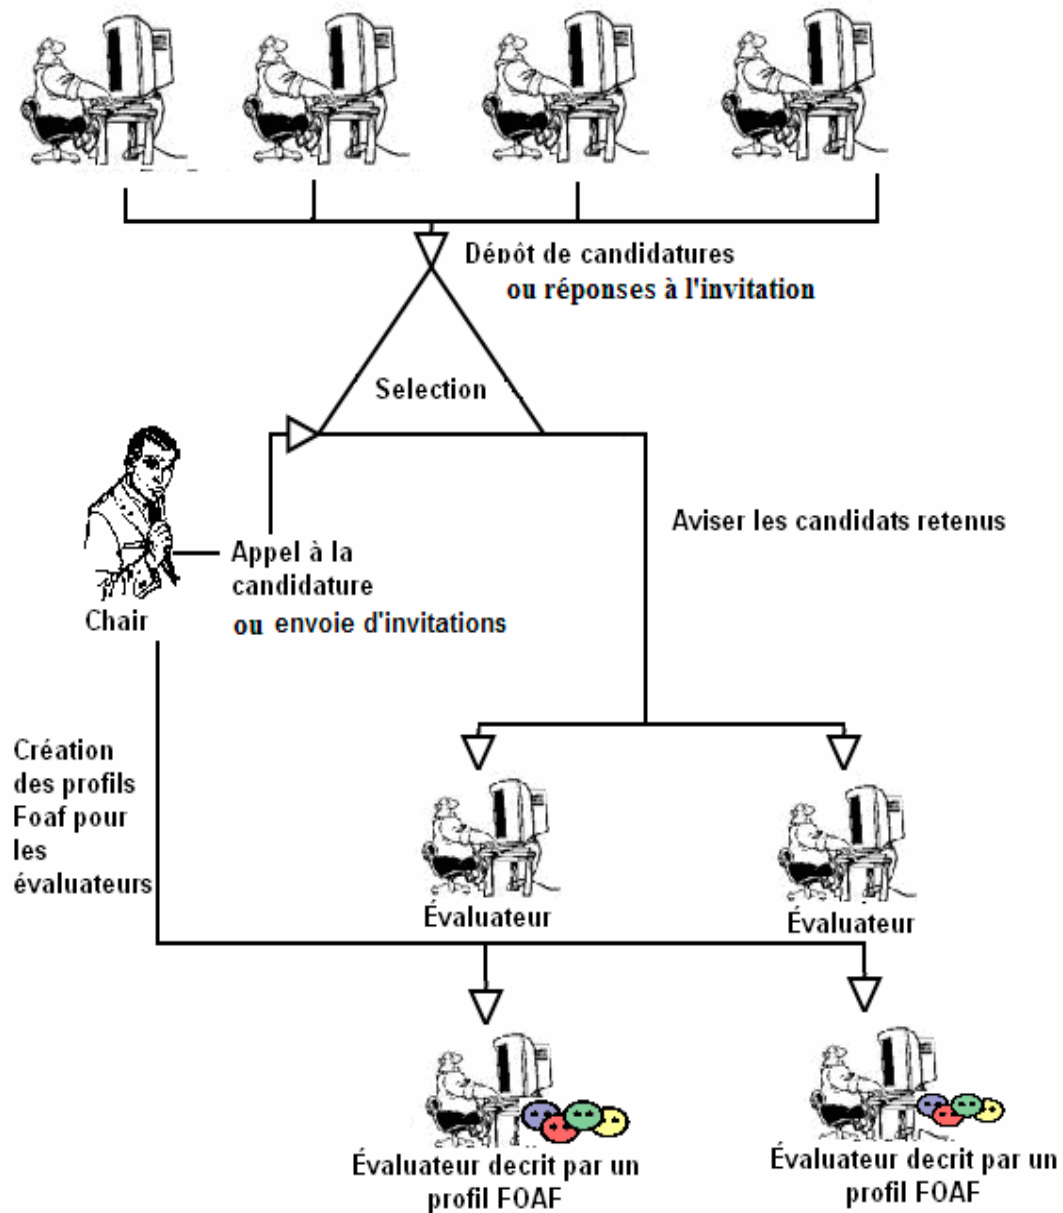 Dépôt de candidatures
ou réponses à l'invitation
Selection
Aviser les candidats retenus
Appel à la
candidature
ou envoie d'invitations
Chair
Création
des profils
Foaf pour
les
évaluateurs
Évaluateur
Évaluateur
Évaluateur decrit par un
profil FOAF
Évaluateur decrit par un
profil FOAF